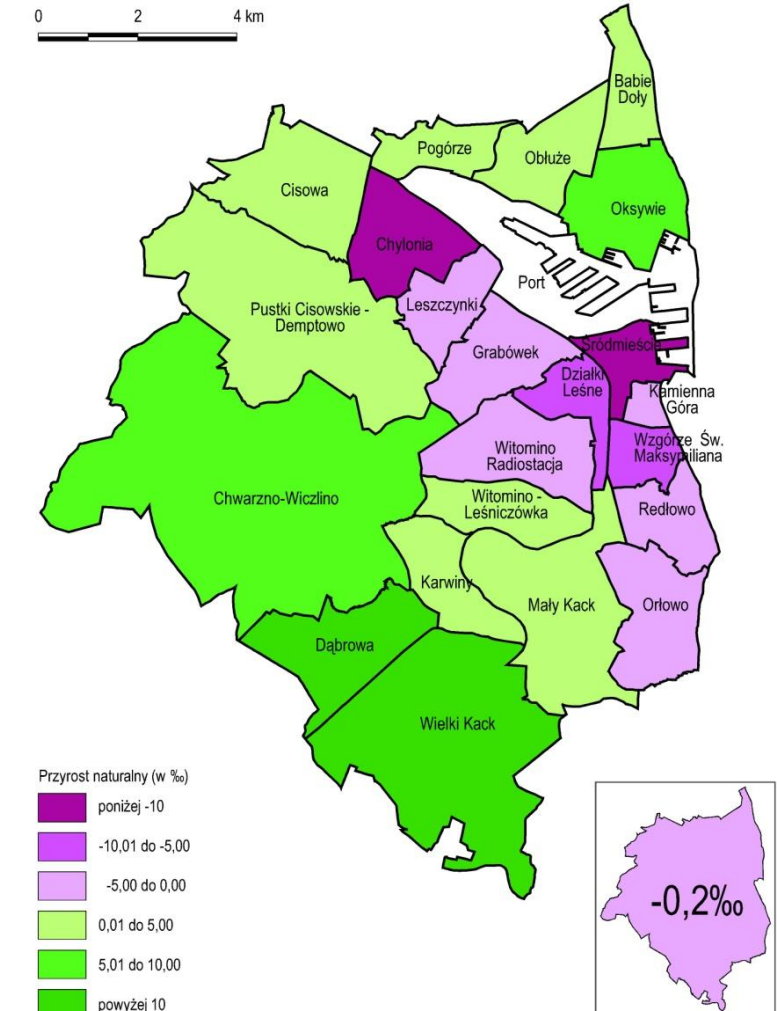 0 2 4 km
Babie
Doły
Pogórze
Obłuże
Cisowa
Oksywie
Chylonia
Port
Leszczynki
Pustki Cisowskie -
Demptowo
Śródmieście
Grabówek
Działki
Leśne
Kamienna
Góra
Witomino
Radiostacja
Wzgórze Św.
Maksymiliana
Chwarzno-Wiczlino
Witomino -
Leśniczówka
Redłowo
Karwiny
Mały Kack
Orłowo
Dąbrowa
Wielki Kack
Przyrost naturalny (w ‰)
poniżej -10
-10,01 do -5,00
-5,00 do 0,00
0,01 do 5,00
5,01 do 10,00
powyżej 10
-0,2‰